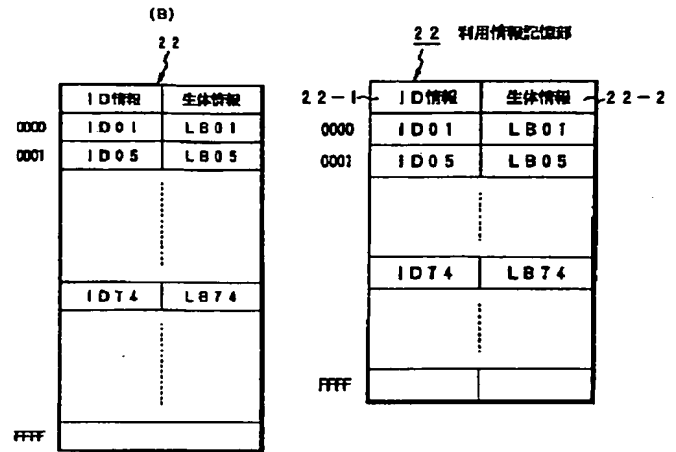 (B)
22
ID情報 生体情報
0000 ID01 LB01
0001 ID05 LB05
ID74 LB74
FFFF
22 利用情報記憶部
22-1 ID情報 生体情報 22-2
0000 ID01 LB01
0001 ID05 LB05
ID74 LB74
FFFF